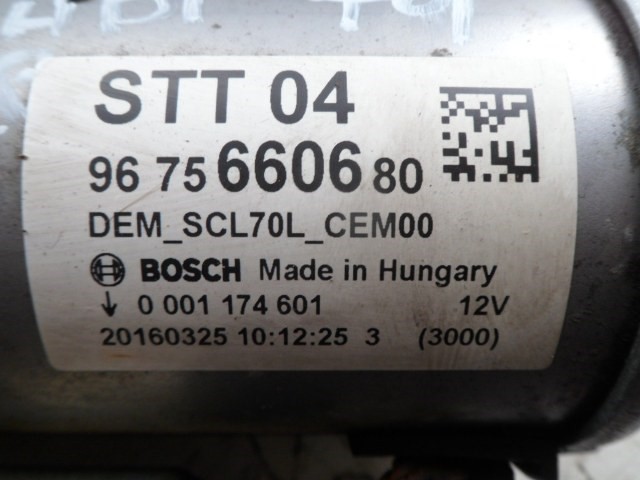 STT 04
96 75 6606 80
DEM_SCL70L_CEM00
BOSCH Made in Hungary
0 001 174 601 12V
20160325 10:12:25 3 (3000)